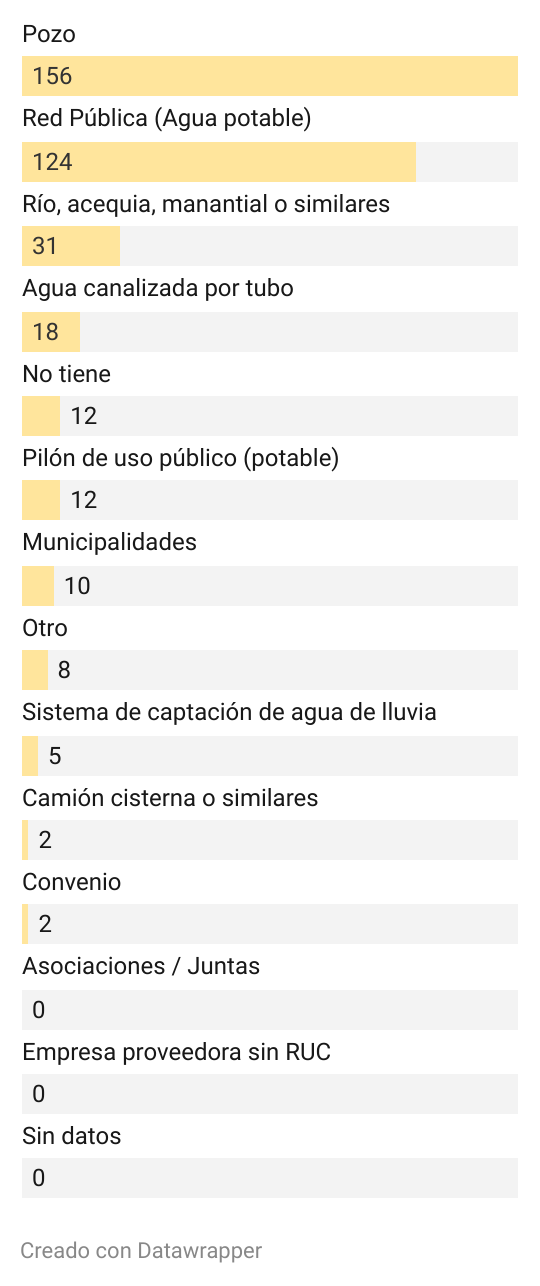 Pozo
156
Red Pública (Agua potable)
124
Río, acequia, manantial o similares
31
Agua canalizada por tubo
18
No tiene
12
Pilón de uso público (potable)
12
Municipalidades
10
Otro
8
Sistema de captación de agua de lluvia
5
Camión cisterna o similares
2
Convenio
2
Asociaciones / Juntas
0
Empresa proveedora sin RUC
0
Sin datos
0
Creado con Datawrapper